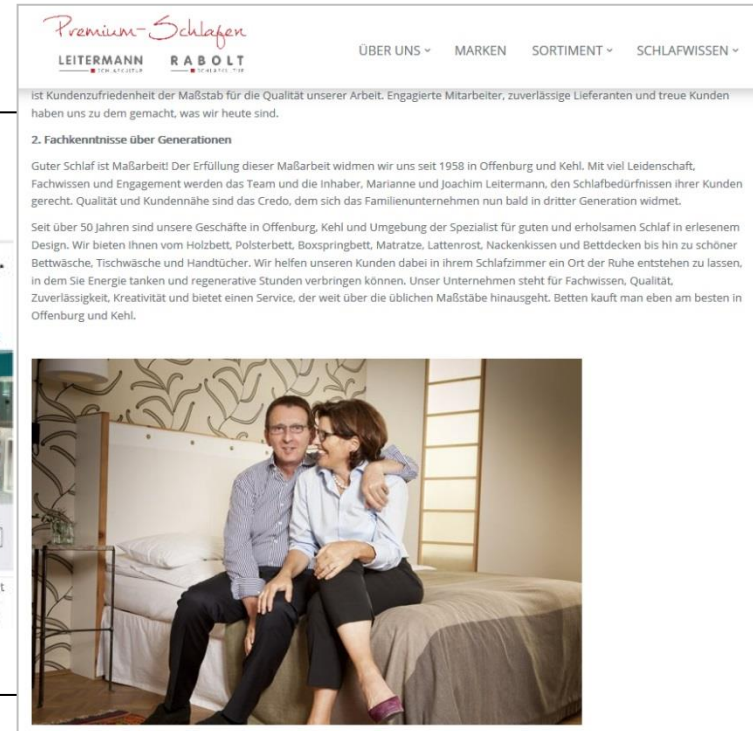 Premium-Schlafen
LEITERMANN RABOLT
ÜBER UNS MARKEN SORTIMENT SCHLAFWISSEN
ist Kundenzufriedenheit der Maßstab für die Qualität unserer Arbeit. Engagierte Mitarbeiter, zuverlässige Lieferanten und treue Kunden
haben uns zu dem gemacht, was wir heute sind.
2. Fachkenntnisse über Generationen
Guter Schlaf ist Maßarbeit! Der Erfüllung dieser Maßarbeit widmen wir uns seit 1958 in Offenburg und Kehl. Mit viel Leidenschaft,
Fachwissen und Engagement werden das Team und die Inhaber, Marianne und Joachim Leitermann, den Schlafbedürfnissen ihrer Kunden
gerecht. Qualität und Kundennähe sind das Credo, dem sich das Familienunternehmen nun bald in dritter Generation widmet.
Seit über 50 Jahren sind unsere Geschäfte in Offenburg, Kehl und Umgebung der Spezialist für guten und erholsamen Schlaf in erlesenem
Design. Wir bieten Ihnen vom Holzbett, Polsterbett, Boxspringbett, Matratze, Lattenrost, Nackenkissen und Bettdecken bis hin zu schöner
Bettwäsche, Tischwäsche und Handtücher. Wir helfen unseren Kunden dabei in ihrem Schlafzimmer ein Ort der Ruhe entstehen zu lassen,
in dem Sie Energie tanken und regenerative Stunden verbringen können. Unser Unternehmen steht für Fachwissen, Qualität,
Zuverlässigkeit, Kreativität und bietet einen Service, der weit über die üblichen Maßstäbe hinausgeht. Betten kauft man eben am besten in
Offenburg und Kehl.